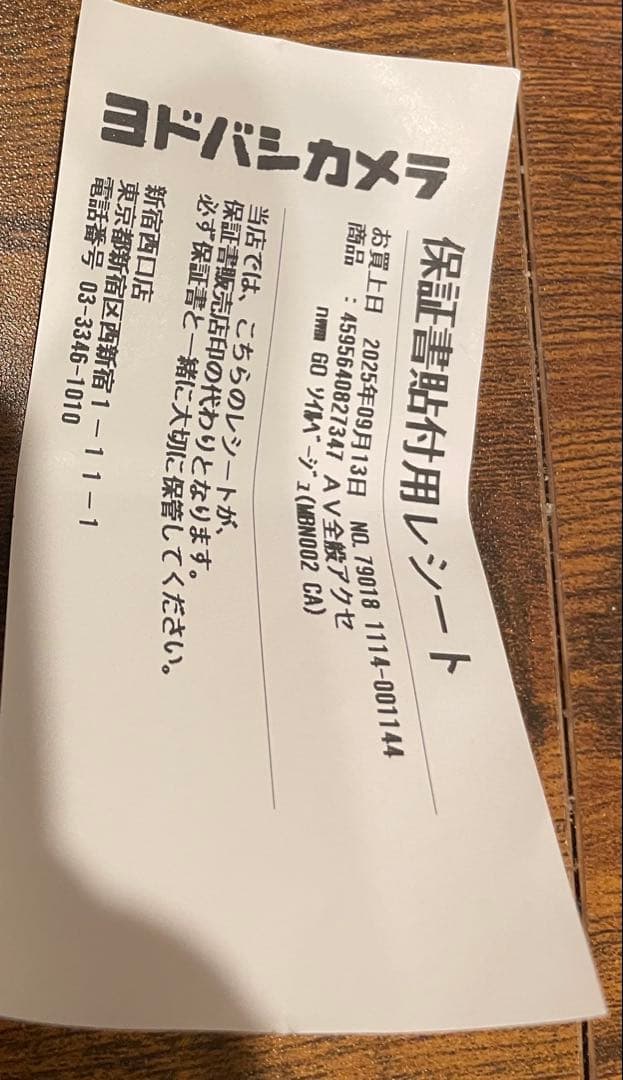 ヨドバシカメラ
保証書貼付用レシート
お買上日 2025年09月13日 NO.79018 1114-001144
商品 : 4595640827347 AV全般アクセ
nwm GO ソイルベージュ(MBN002 CA)
当店では、こちらのレシートが、
保証書販売店印の代わりとなります。
必ず保証書と一緒に大切に保管してください。
新宿西口店
東京都新宿区西新宿1-11-1
電話番号 03-3346-1010